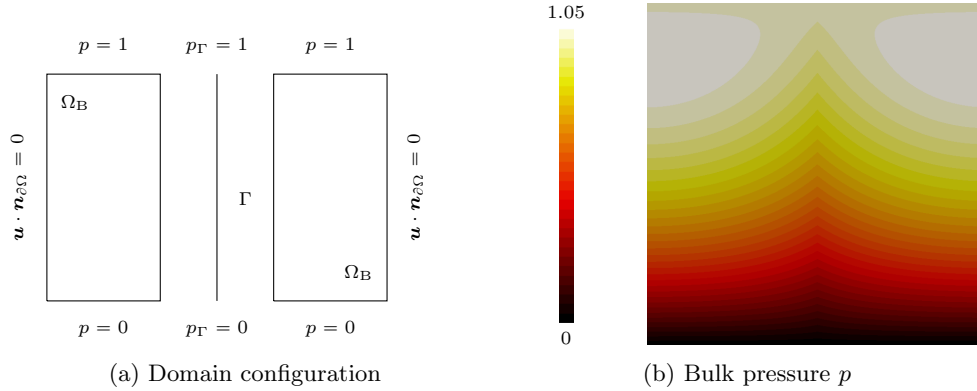 p = 1 p_Γ = 1 p = 1
Ω_B
u · n_∂Ω = 0
Γ
u · n_∂Ω = 0
Ω_B
p = 0 p_Γ = 0 p = 0
(a) Domain configuration
1.05
0
(b) Bulk pressure p